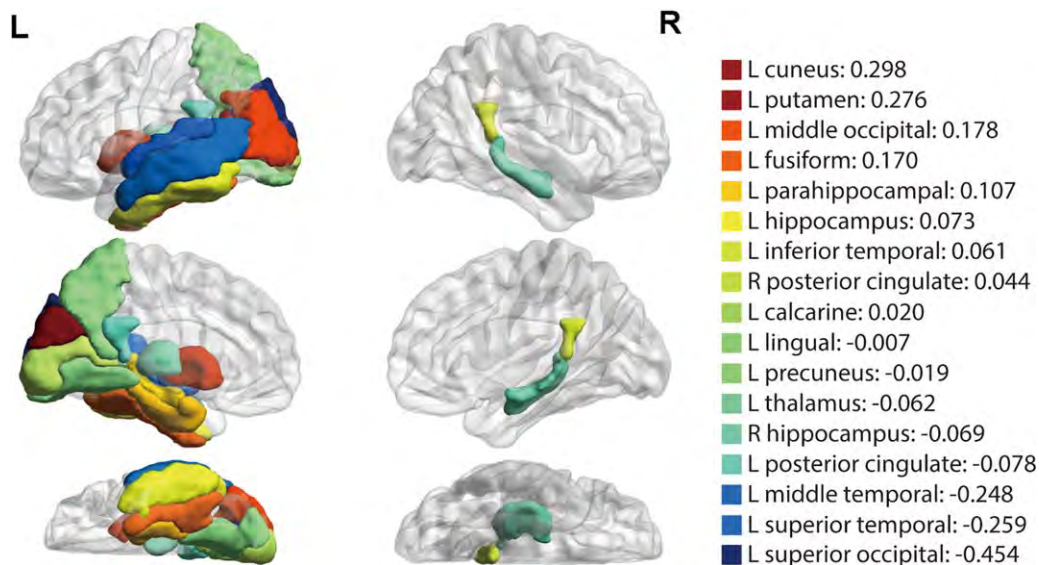 L
R
L cuneus: 0.298
L putamen: 0.276
L middle occipital: 0.178
L fusiform: 0.170
L parahippocampal: 0.107
L hippocampus: 0.073
L inferior temporal: 0.061
R posterior cingulate: 0.044
L calcarine: 0.020
L lingual: -0.007
L precuneus: -0.019
L thalamus: -0.062
R hippocampus: -0.069
L posterior cingulate: -0.078
L middle temporal: -0.248
L superior temporal: -0.259
L superior occipital: -0.454